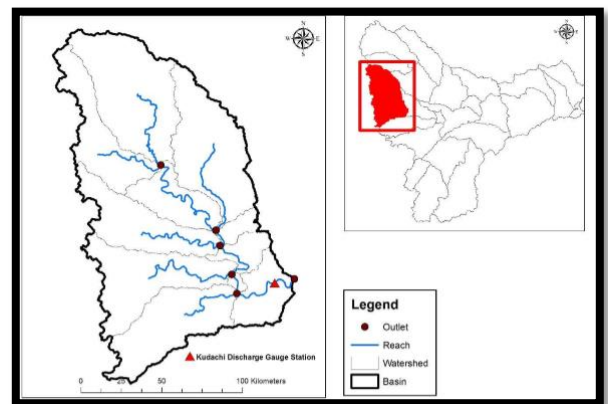 N
W E
S
Kudachi Discharge Gauge Station
0 25 50 100 Kilometers
N
W E
S
Legend
Outlet
Reach
Watershed
Basin